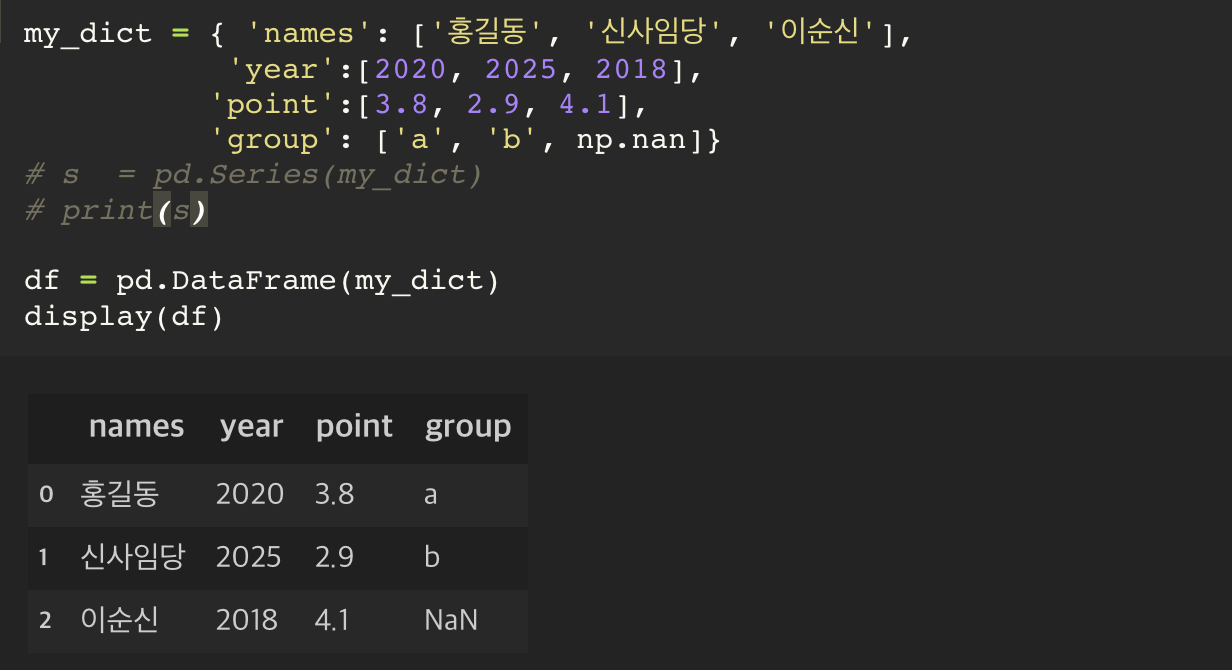 my_dict = { 'names': ['홍길동', '신사임당', '이순신'],
'year':[2020, 2025, 2018],
'point':[3.8, 2.9, 4.1],
'group': ['a', 'b', np.nan]}
# s  = pd.Series(my_dict)
# print(s)
df = pd.DataFrame(my_dict)
display(df)
names year point group
0 홍길동 2020 3.8 a
1 신사임당 2025 2.9 b
2 이순신 2018 4.1 NaN